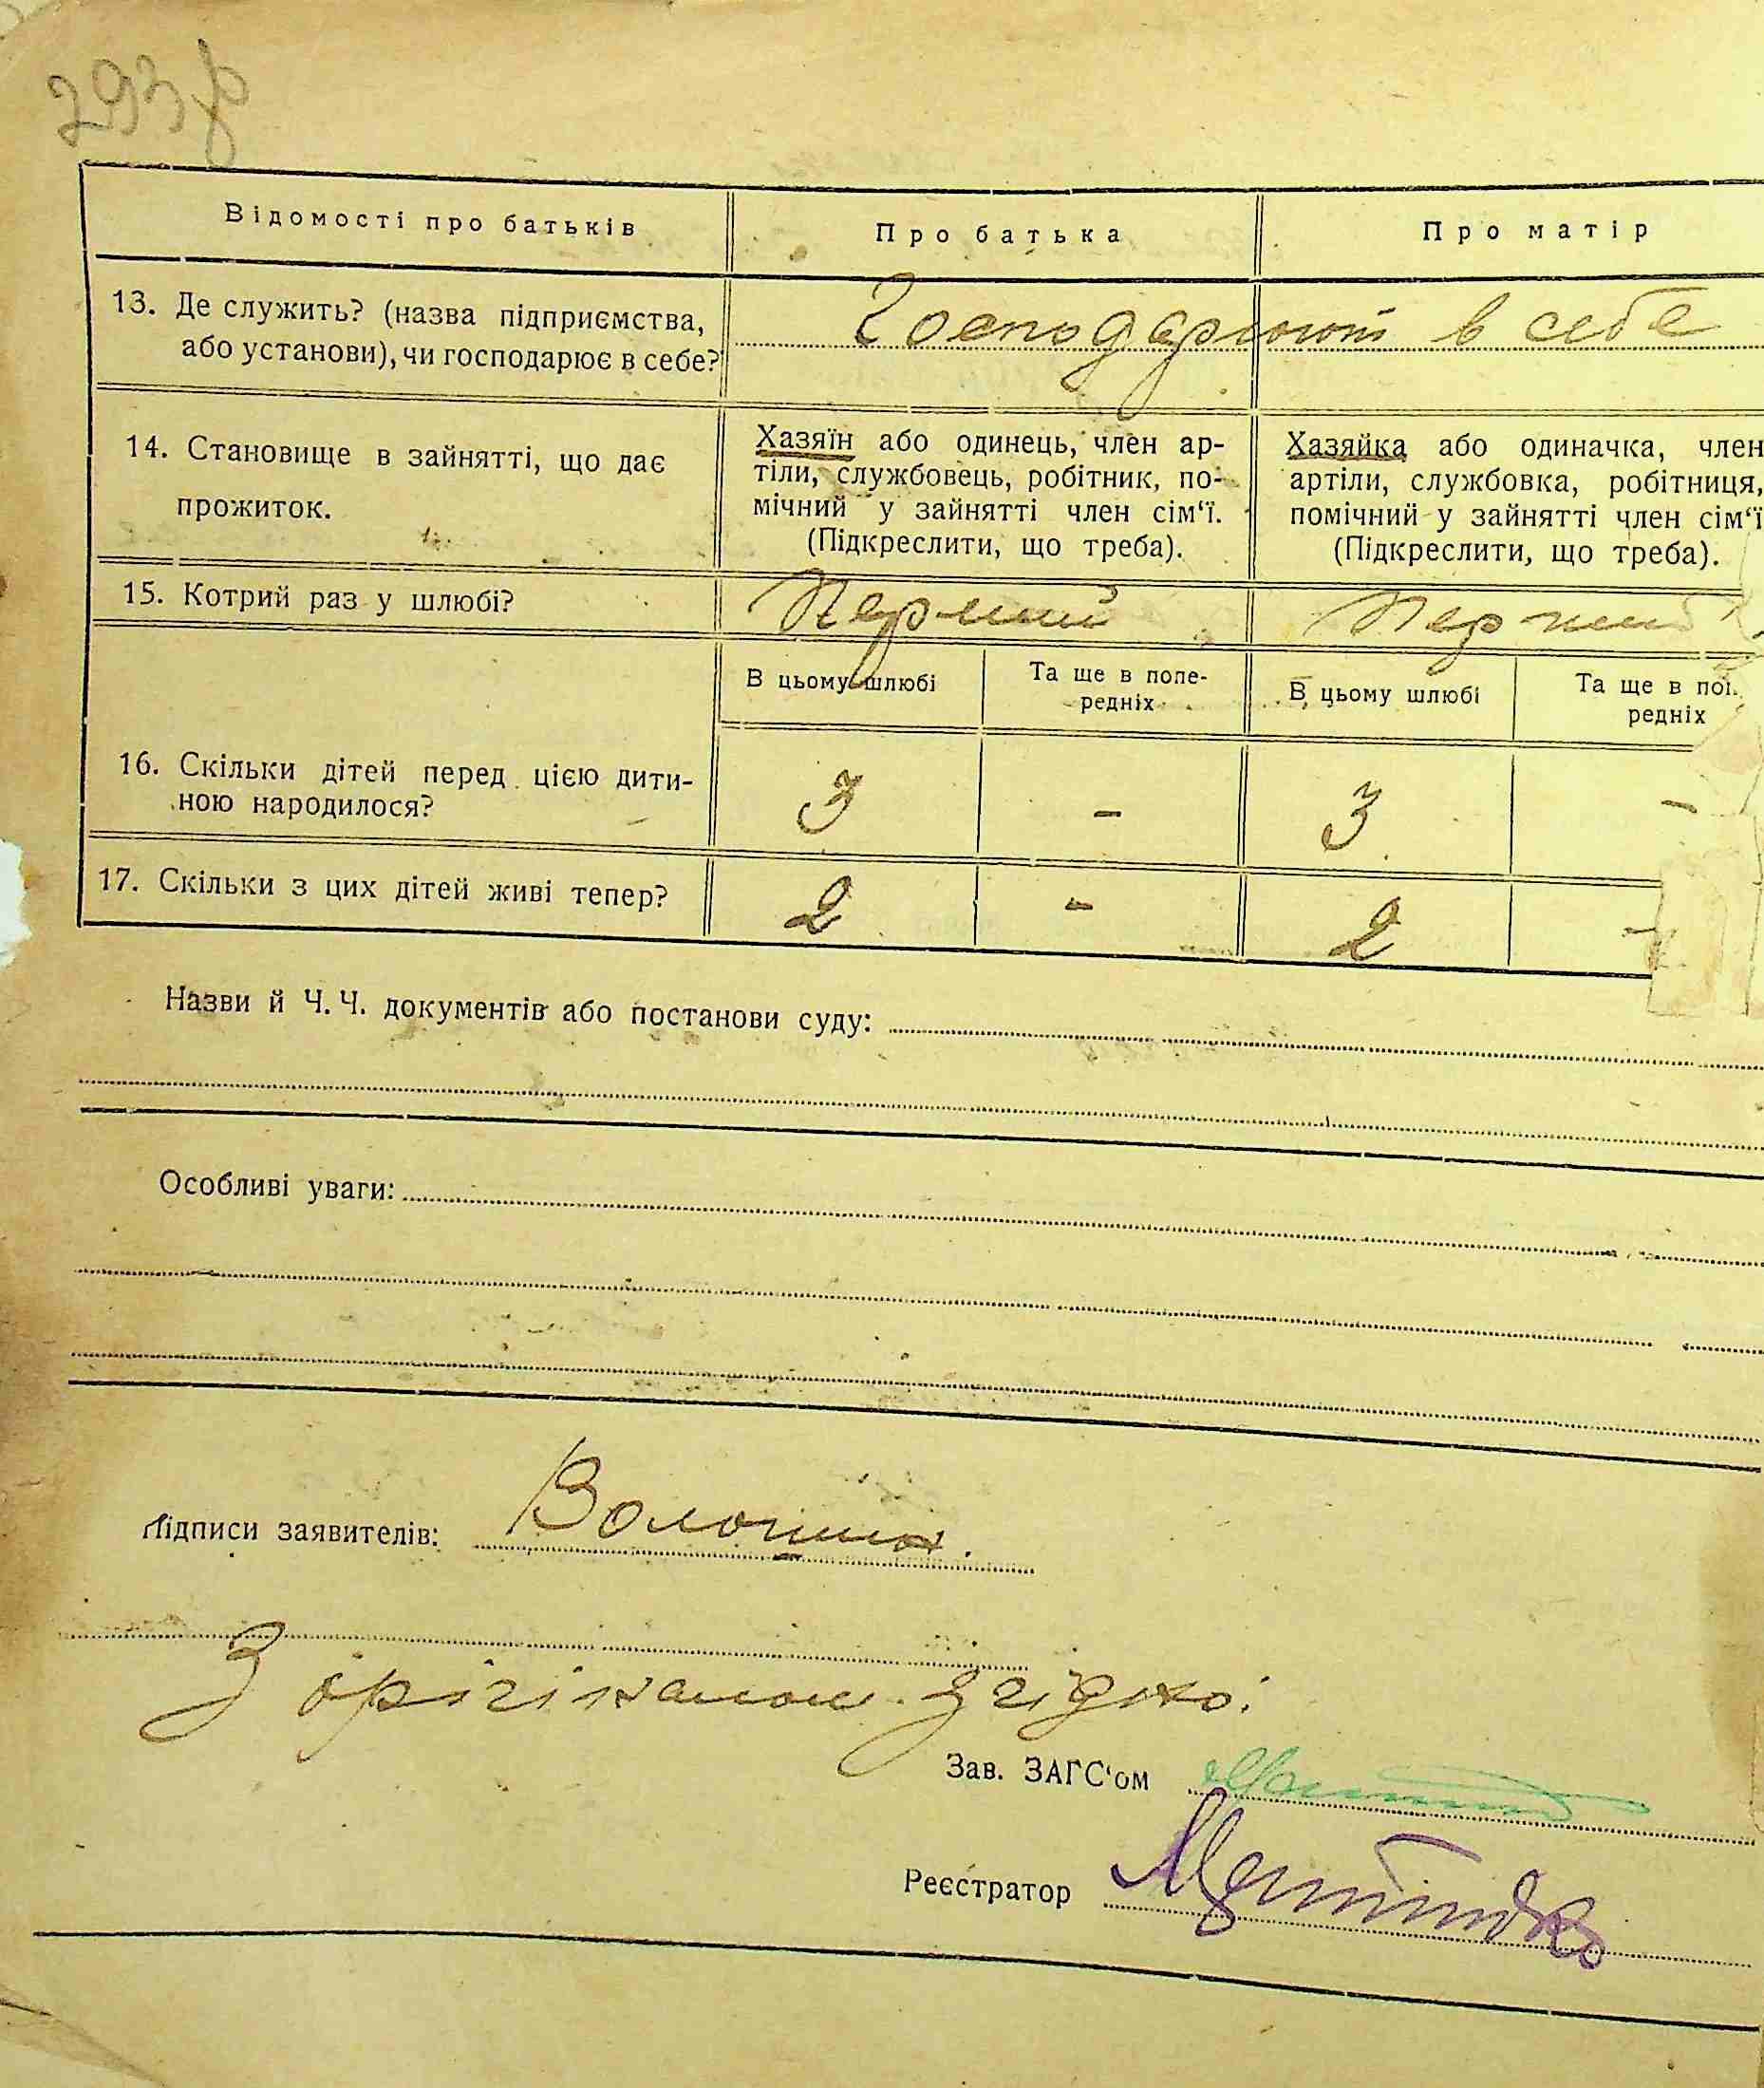 293
Відомості про батьків
Про батька
Про матір
13. Де служить? (назва підприємства,
або установи), чи господарює в себе?
Господарюют в себе
14. Становище в зайнятті, що дає
прожиток.
Хазяїн або одинець, член ар-
тіли, службовець, робітник, по-
мічний у зайнятті член сім‘ї.
(Підкреслити, що треба).
Хазяйка або одиначка, член
артіли, службовка, робітниця,
помічний у зайнятті член сім‘ї
(Підкреслити, що треба).
15. Котрий раз у шлюбі?
Перший
Перший
В цьому шлюбі
Та ще в попе-
редніх
В цьому шлюбі
Та ще в поп
редніх
16. Скільки дітей перед цією дити-
ною народилося?
3
-
3
-
17. Скільки з цих дітей живі тепер?
2
-
2
-
Назви й Ч. Ч. документів або постанови суду:
Особливі уваги:
Підписи заявителів:
Волошин
З орігіналом згідно:
Зав. ЗАГС‘ом
Реєстратор